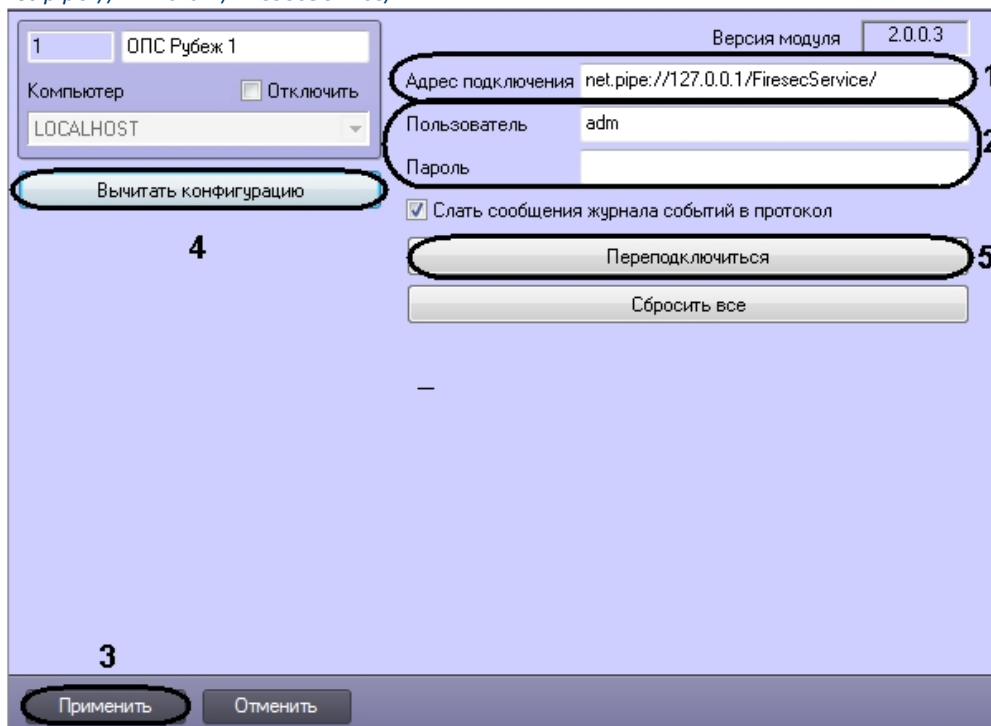 1 ОПС Рубеж 1
Компьютер Отключить
LOCALHOST
Вычитать конфигурацию
4
Версия модуля 2.0.0.3
Адрес подключения net.pipe://127.0.0.1/FiresecService/ 1
Пользователь adm
2
Пароль
Слать сообщения журнала событий в протокол
Переподключиться 5
Сбросить все
3
Применить Отменить